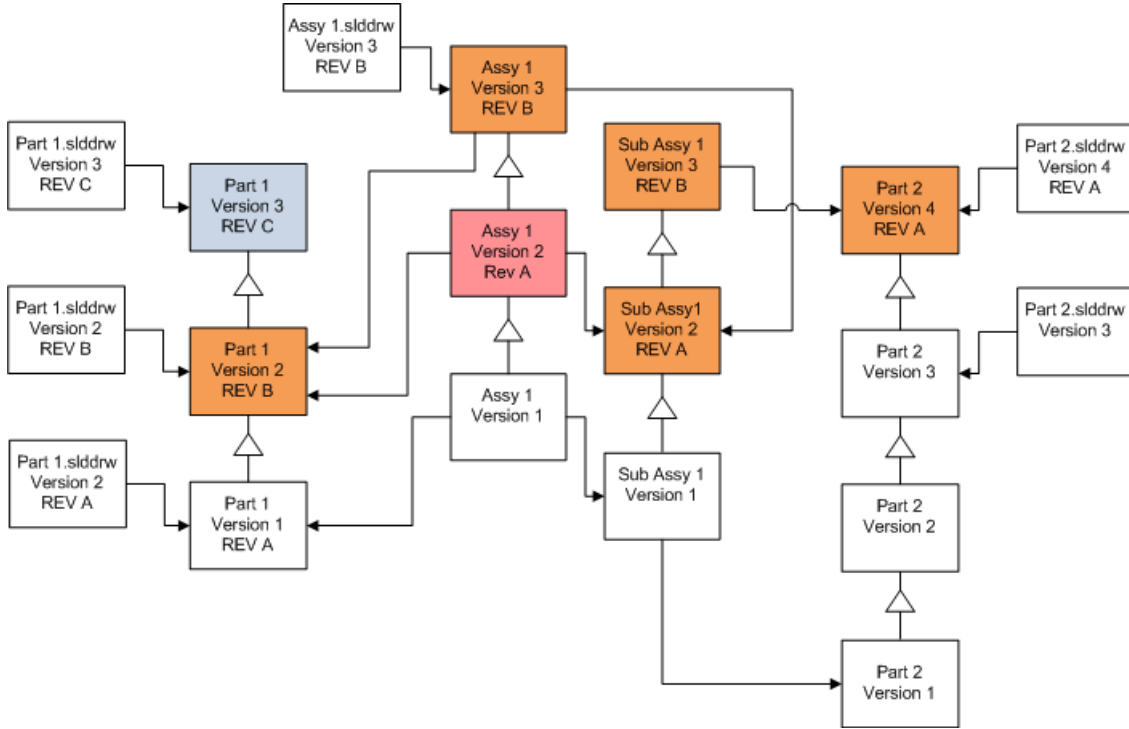 Assy 1.slddrw
Version 3
REV B
Assy 1
Version 3
REV B
Part 1.slddrw
Version 3
REV C
Part 1
Version 3
REV C
Sub Assy 1
Version 3
REV B
Part 2
Version 4
REV A
Part 2.slddrw
Version 4
REV A
Assy 1
Version 2
Rev A
Part 1.slddrw
Version 2
REV B
Part 1
Version 2
REV B
Sub Assy1
Version 2
REV A
Part 2
Version 3
Part 2.slddrw
Version 3
Assy 1
Version 1
Part 1.slddrw
Version 2
REV A
Part 1
Version 1
REV A
Sub Assy 1
Version 1
Part 2
Version 2
Part 2
Version 1